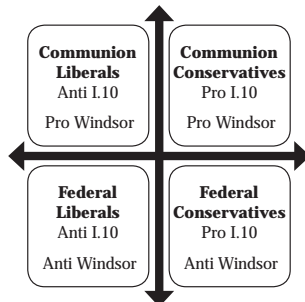 Communion
Liberals
Anti I.10
Pro Windsor
Communion
Conservatives
Pro I.10
Pro Windsor
Federal
Liberals
Anti I.10
Anti Windsor
Federal
Conservatives
Pro I.10
Anti Windsor